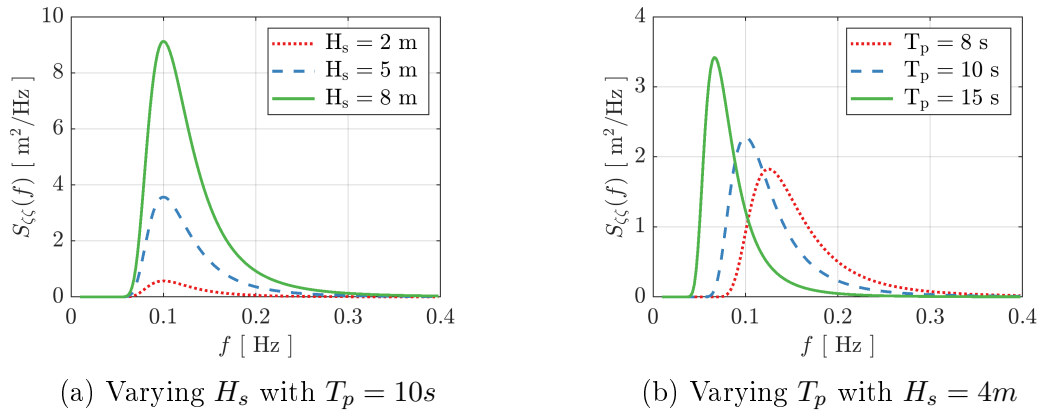 10
8
6
4
2
0
0
0.1
0.2
0.3
0.4
S_ζζ(f) [ m²/Hz]
f [ Hz ]
H_s = 2 m
H_s = 5 m
H_s = 8 m
(a) Varying H_s with T_p = 10s
4
3
2
1
0
0
0.1
0.2
0.3
0.4
S_ζζ(f) [ m²/Hz]
f [ Hz ]
T_p = 8 s
T_p = 10 s
T_p = 15 s
(b) Varying T_p with H_s = 4m